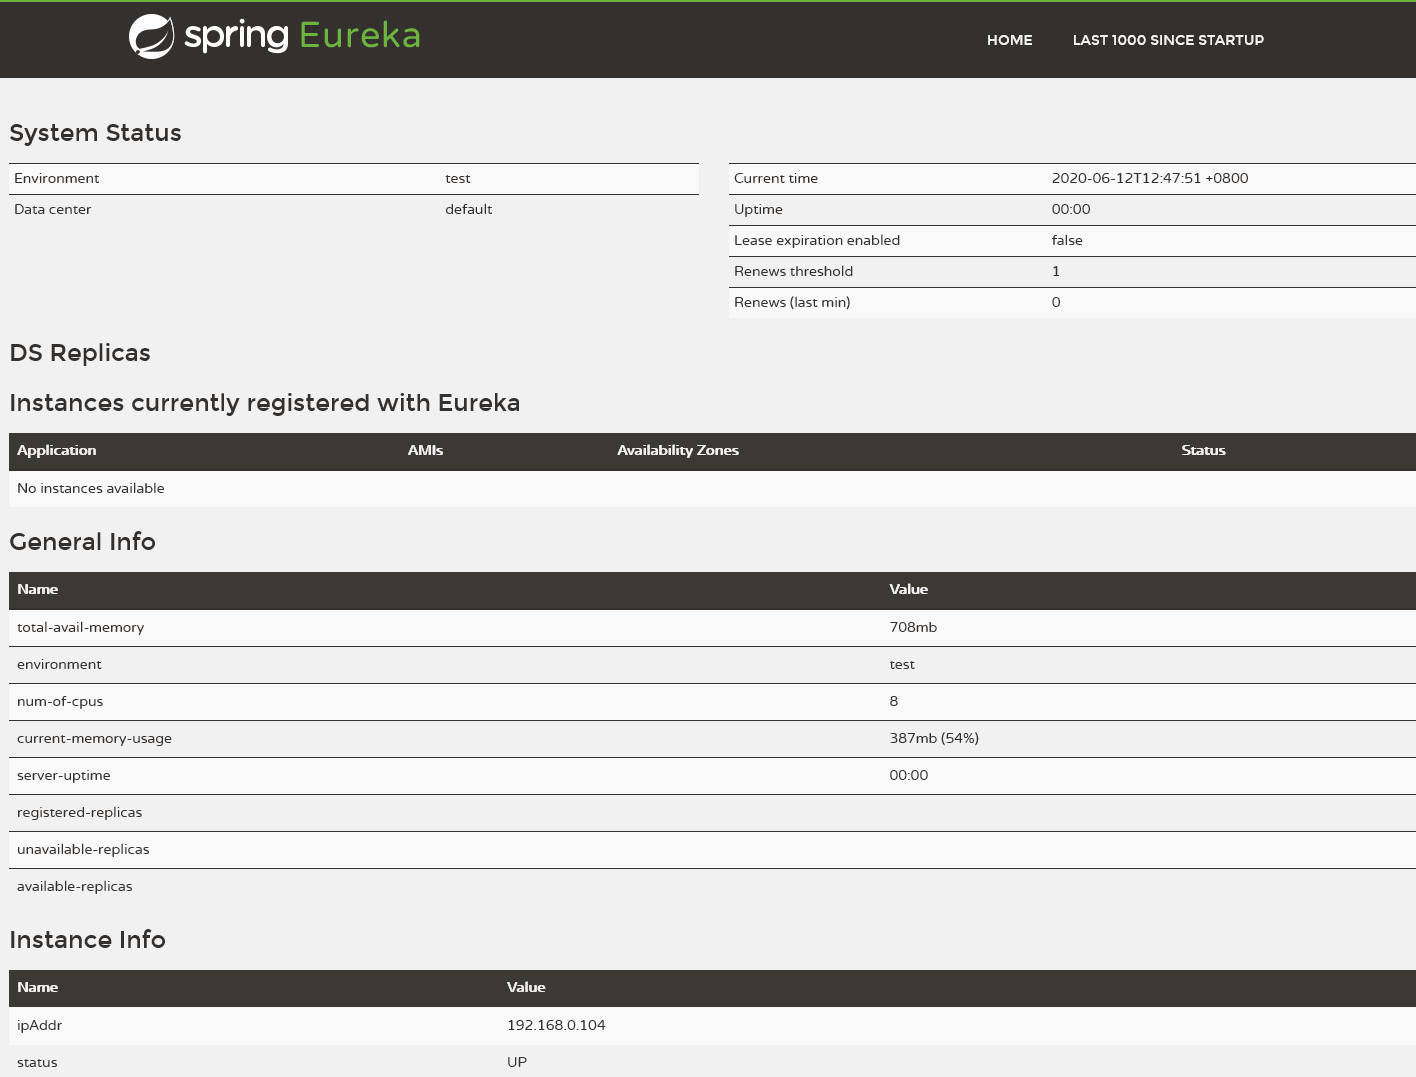 spring Eureka
HOME LAST 1000 SINCE STARTUP
System Status
Environment test
Data center default
Current time 2020-06-12T12:47:51 +0800
Uptime 00:00
Lease expiration enabled false
Renews threshold 1
Renews (last min) 0
DS Replicas
Instances currently registered with Eureka
Application AMIs Availability Zones Status
No instances available
General Info
Name Value
total-avail-memory 708mb
environment test
num-of-cpus 8
current-memory-usage 387mb (54%)
server-uptime 00:00
registered-replicas
unavailable-replicas
available-replicas
Instance Info
Name Value
ipAddr 192.168.0.104
status UP